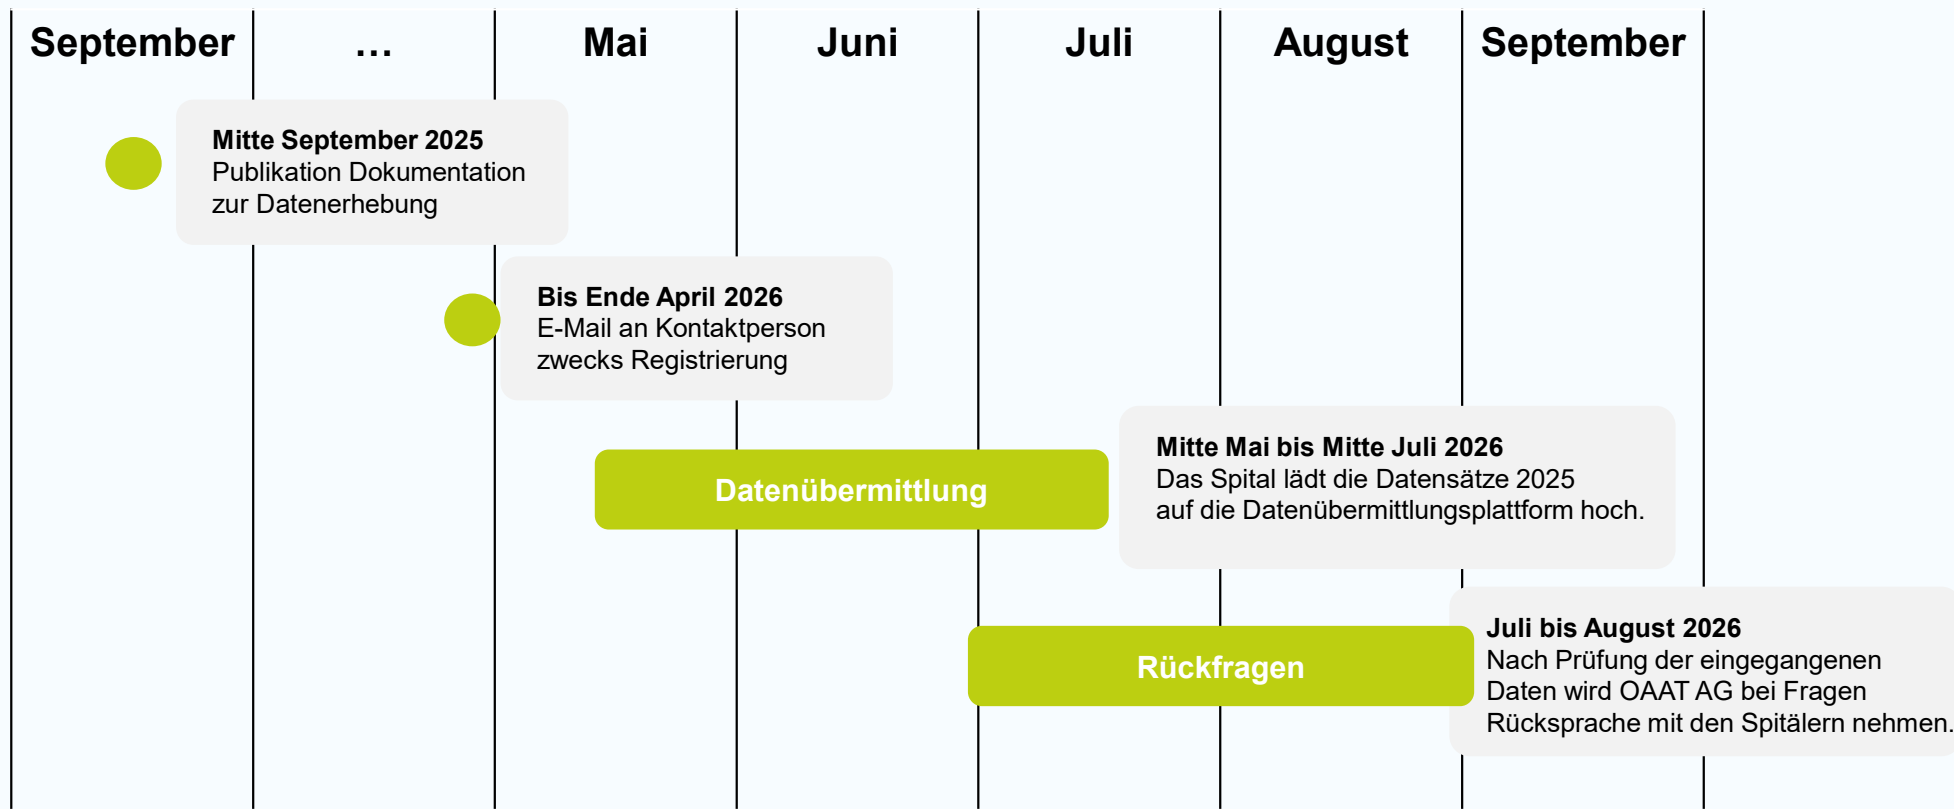 September
…
Mai
Juni
Juli
August
September
Mitte September 2025
Publikation Dokumentation
zur Datenerhebung
Bis Ende April 2026
E-Mail an Kontaktperson
zwecks Registrierung
Datenübermittlung
Mitte Mai bis Mitte Juli 2026
Das Spital lädt die Datensätze 2025
auf die Datenübermittlungsplattform hoch.
Rückfragen
Juli bis August 2026
Nach Prüfung der eingegangenen
Daten wird OAAT AG bei Fragen
Rücksprache mit den Spitälern nehmen.